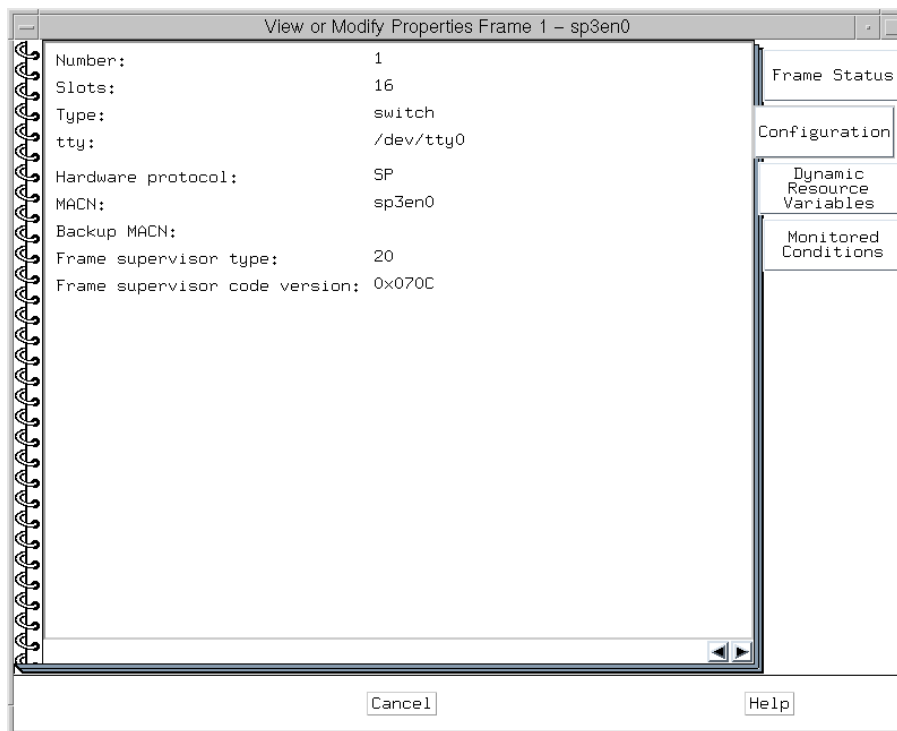 View or Modify Properties Frame 1 – sp3en0
Number: 1
Slots: 16
Type: switch
tty: /dev/tty0
Hardware protocol: SP
MACN: sp3en0
Backup MACN:
Frame supervisor type: 20
Frame supervisor code version: 0x070C
Frame Status
Configuration
Dynamic
Resource
Variables
Monitored
Conditions
Cancel
Help